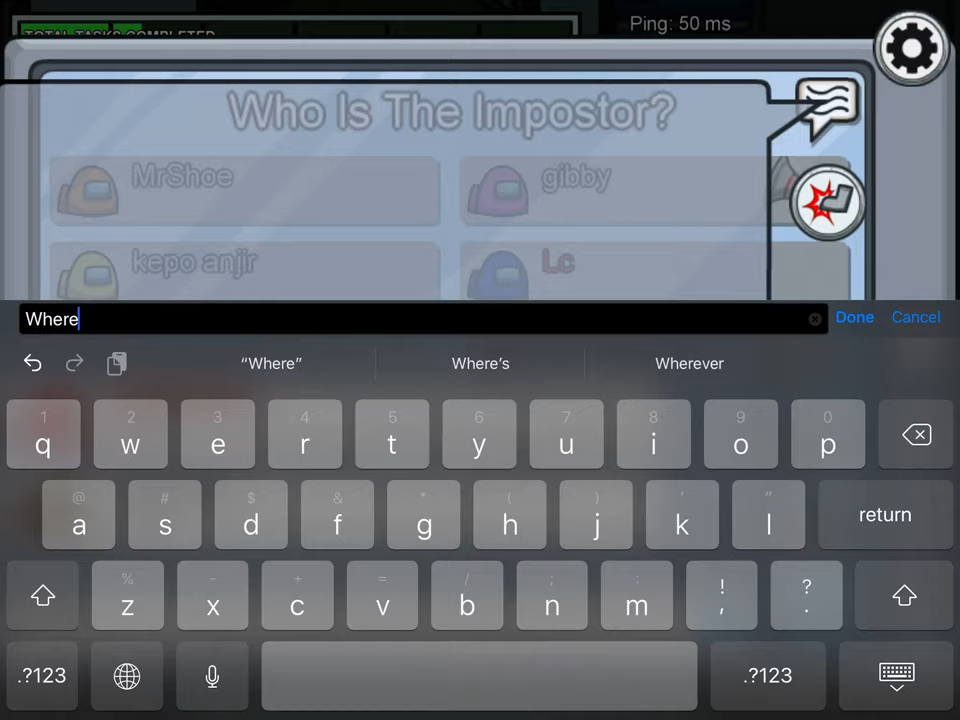 TOTAL TASKS COMPLETED
Ping: 50 ms
Who Is The Impostor?
MrShoe
gibby
kepo anjir
Lc
Where
Done
Cancel
“Where”
Where's
Wherever
1 2 3 4 5 6 7 8 9 0
q w e r t y u i o p
@ # $ & * ( ) ' "
a s d f g h j k l return
% - + = / ; : ! ?
z x c v b n m , .
.?123
.?123